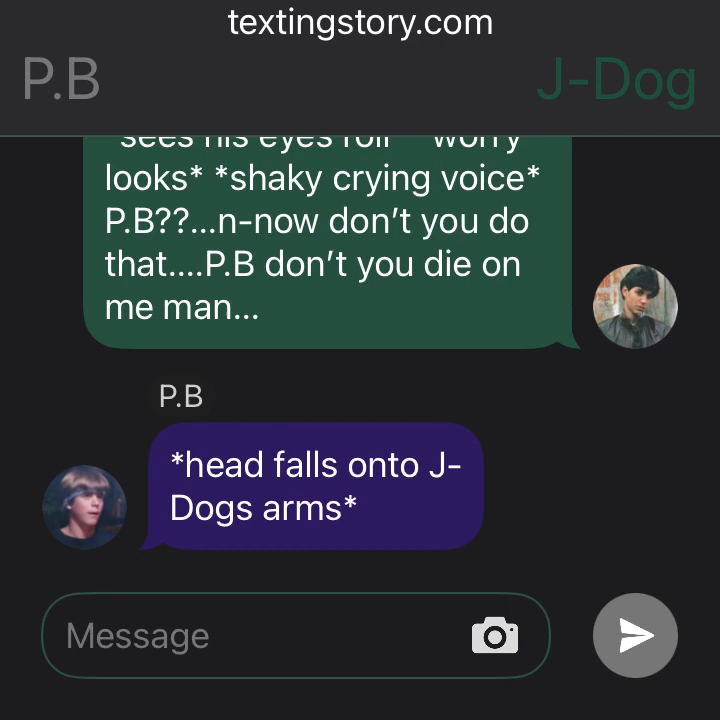 textingstory.com
P.B J-Dog
*sees his eyes roll* *worry
looks* *shaky crying voice*
P.B??...n-now don’t you do
that....P.B don’t you die on
me man...
P.B
*head falls onto J-
Dogs arms*
Message